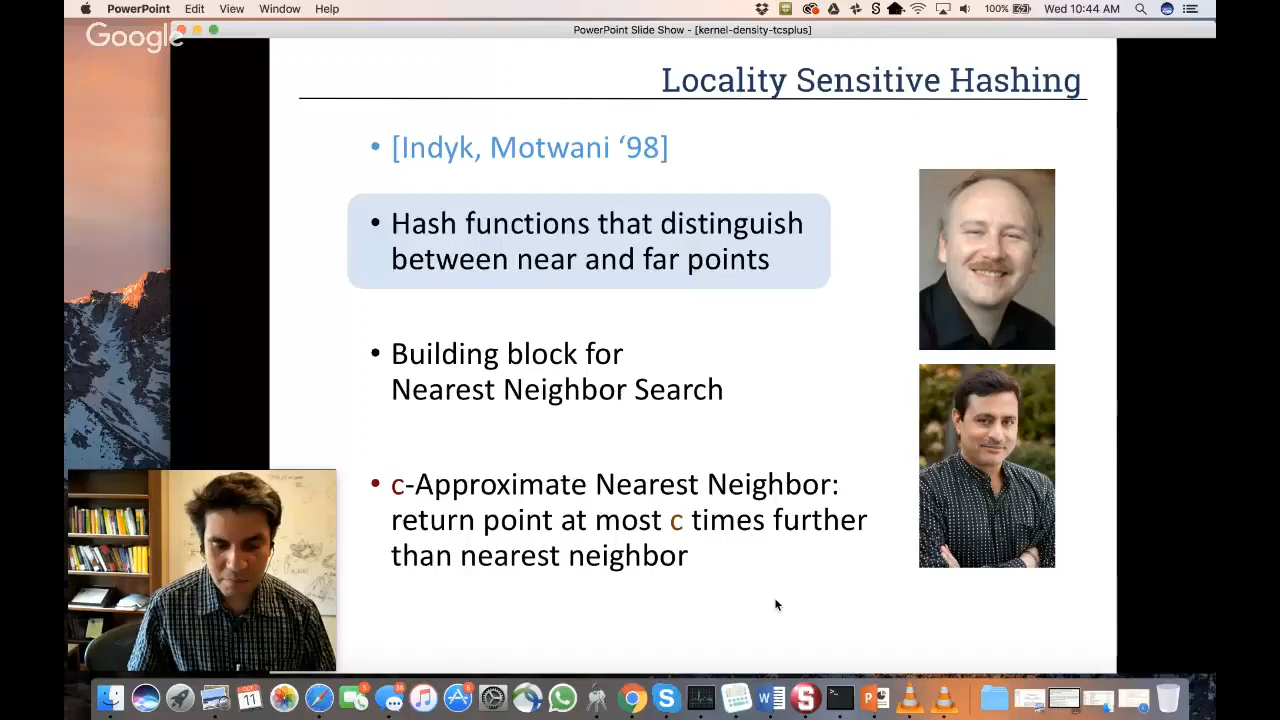 PowerPoint Edit View Window Help
100% Wed 10:44 AM
Google
PowerPoint Slide Show - [kernel-density-tcsplus]
Locality Sensitive Hashing
• [Indyk, Motwani ‘98]
• Hash functions that distinguish
between near and far points
• Building block for
Nearest Neighbor Search
• c-Approximate Nearest Neighbor:
return point at most c times further
than nearest neighbor
11